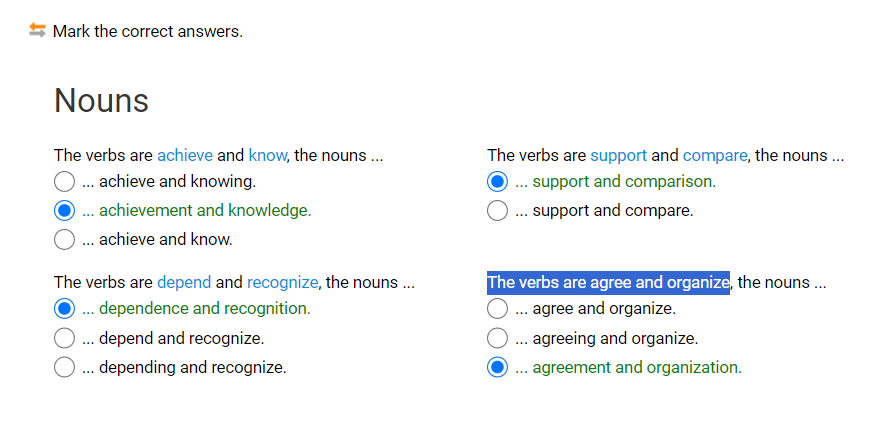 Mark the correct answers.
Nouns
The verbs are achieve and know, the nouns ...
... achieve and knowing.
... achievement and knowledge.
... achieve and know.
The verbs are support and compare, the nouns ...
... support and comparison.
... support and compare.
The verbs are depend and recognize, the nouns ...
... dependence and recognition.
... depend and recognize.
... depending and recognize.
The verbs are agree and organize, the nouns ...
... agree and organize.
... agreeing and organize.
... agreement and organization.